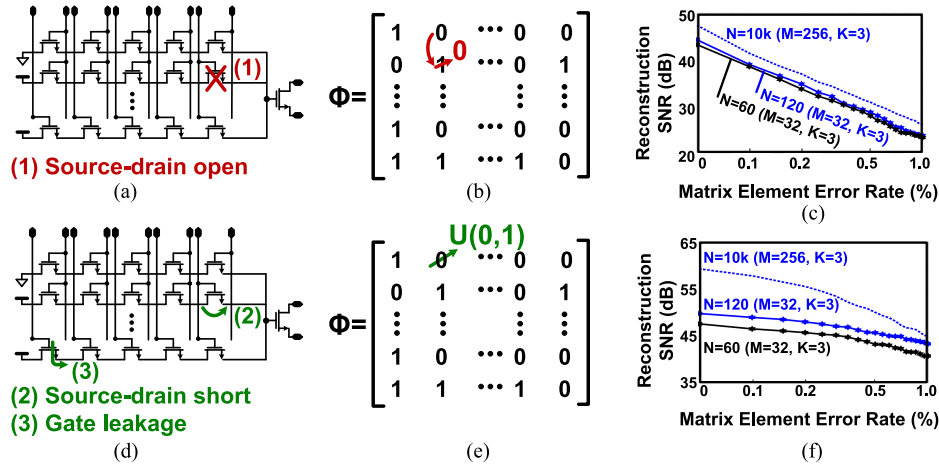 (1)
(1) Source-drain open
(a)
Φ=
1 0 ··· 0 0
0
0 1 0 1
1 0 0 0
1 1 1 ··· 1 0
(b)
Reconstruction
SNR (dB)
50
40
30
20
N=10k (M=256, K=3)
N=120 (M=32, K=3)
N=60 (M=32, K=3)
0 0.1 0.2 0.5 1.0
Matrix Element Error Rate (%)
(c)
(2)
(3)
(2) Source-drain short
(3) Gate leakage
(d)
U(0,1)
Φ=
1 0 ··· 0 0
0 1 0 1
1 0 0 0
1 1 1 ··· 1 0
(e)
Reconstruction
SNR (dB)
65
55
45
35
N=10k (M=256, K=3)
N=120 (M=32, K=3)
N=60 (M=32, K=3)
0 0.1 0.2 0.5 1.0
Matrix Element Error Rate (%)
(f)